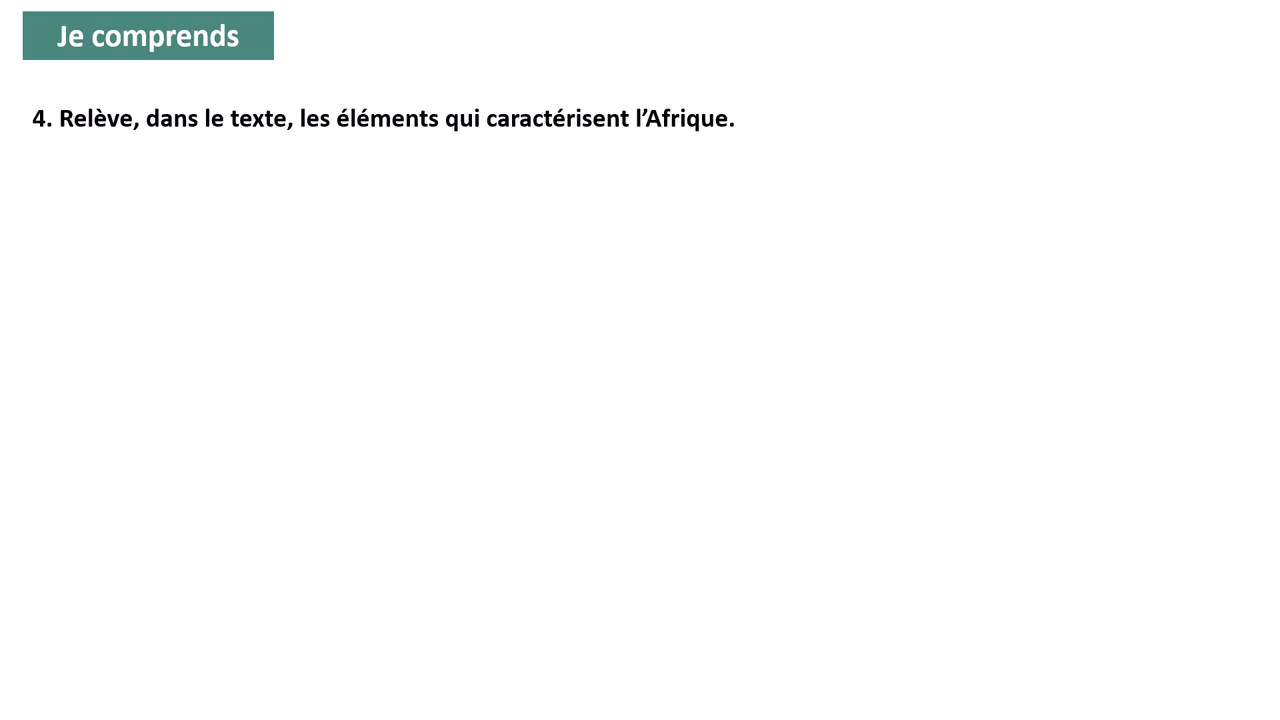 Je comprends
4. Relève, dans le texte, les éléments qui caractérisent l’Afrique.